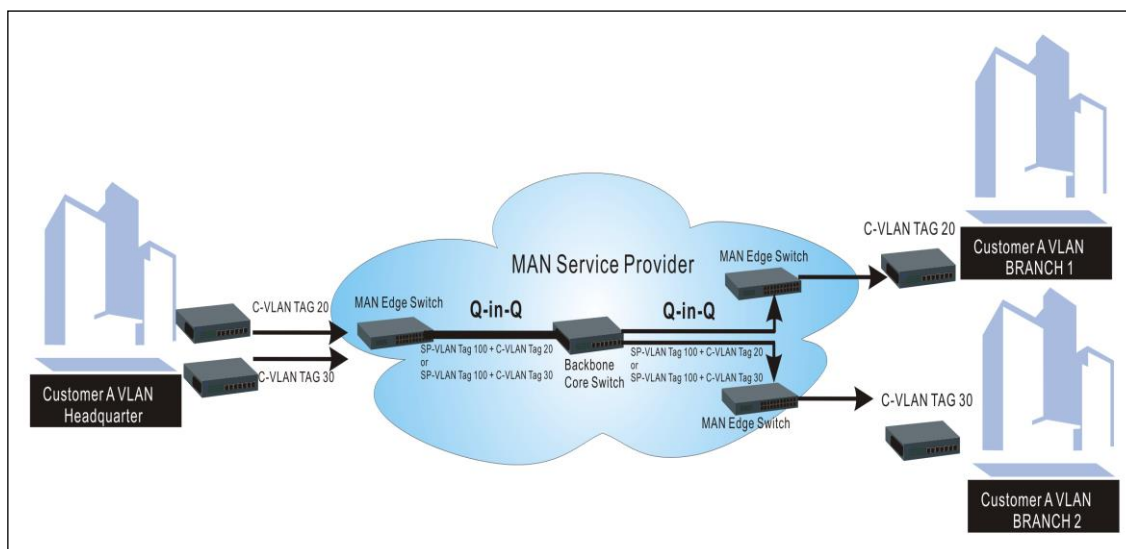 MAN Service Provider
C-VLAN TAG 20
C-VLAN TAG 30
Customer A VLAN
Headquarter
MAN Edge Switch
Q-in-Q
SP-VLAN Tag 100 + C-VLAN Tag 20
or
SP-VLAN Tag 100 + C-VLAN Tag 30
Backbone
Core Switch
Q-in-Q
SP-VLAN Tag 100 + C-VLAN Tag 20
or
SP-VLAN Tag 100 + C-VLAN Tag 30
MAN Edge Switch
MAN Edge Switch
C-VLAN TAG 20
Customer A VLAN
BRANCH 1
C-VLAN TAG 30
Customer A VLAN
BRANCH 2